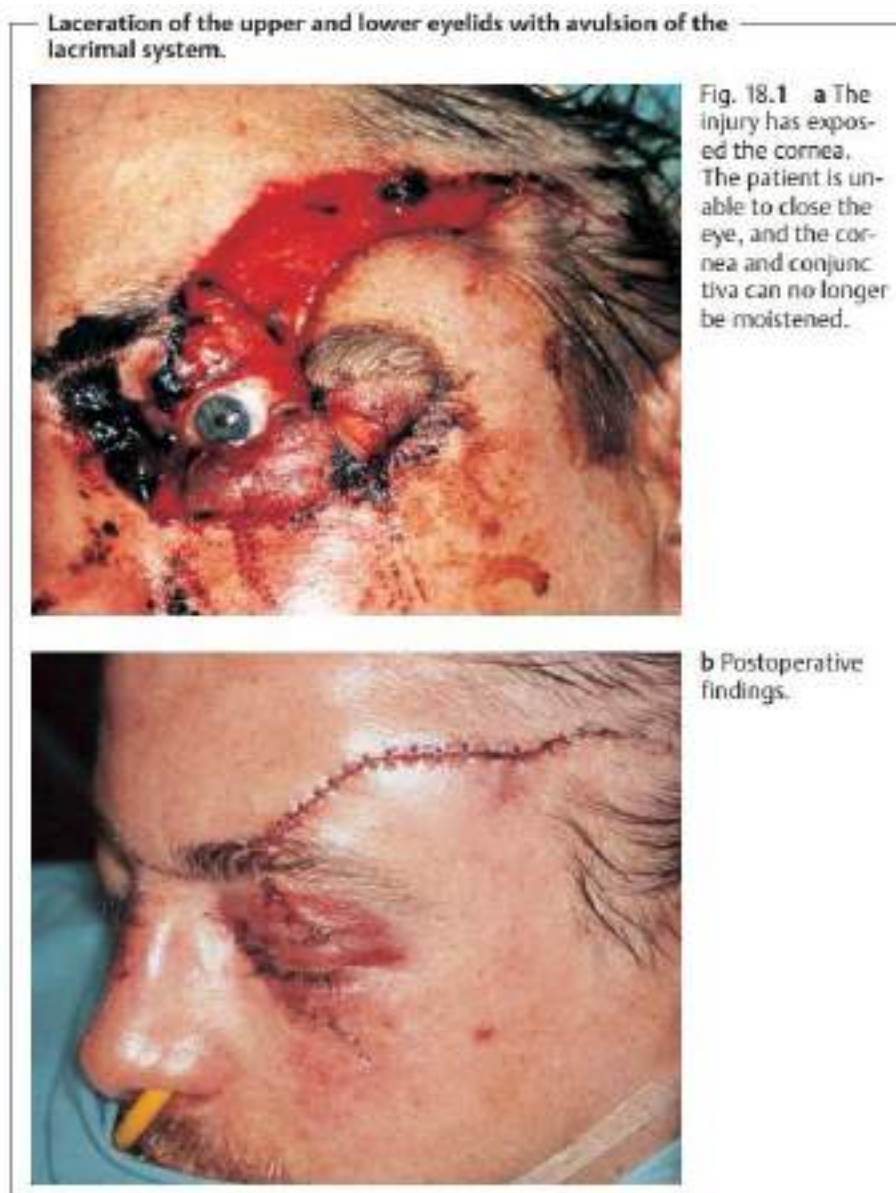 Laceration of the upper and lower eyelids with avulsion of the
lacrimal system.
Fig. 18.1 a The
injury has expos-
ed the cornea.
The patient is un-
able to close the
eye, and the cor-
nea and conjunc
tiva can no longer
be moistened.
b Postoperative
findings.